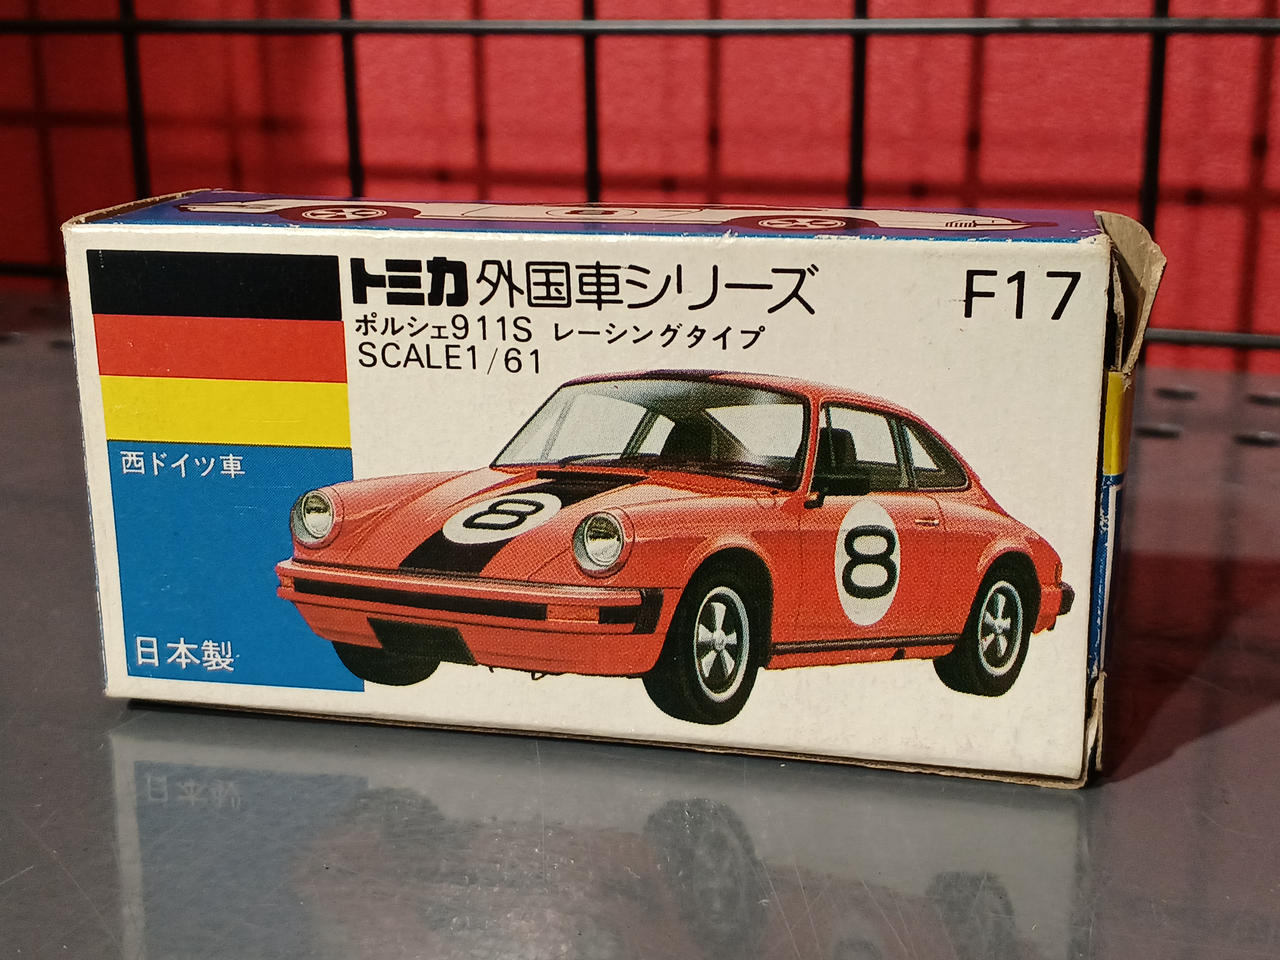 トミカ 外国車シリーズ F17
ポルシェ911S レーシングタイプ
SCALE1/61
西ドイツ車
8
8
日本製
8